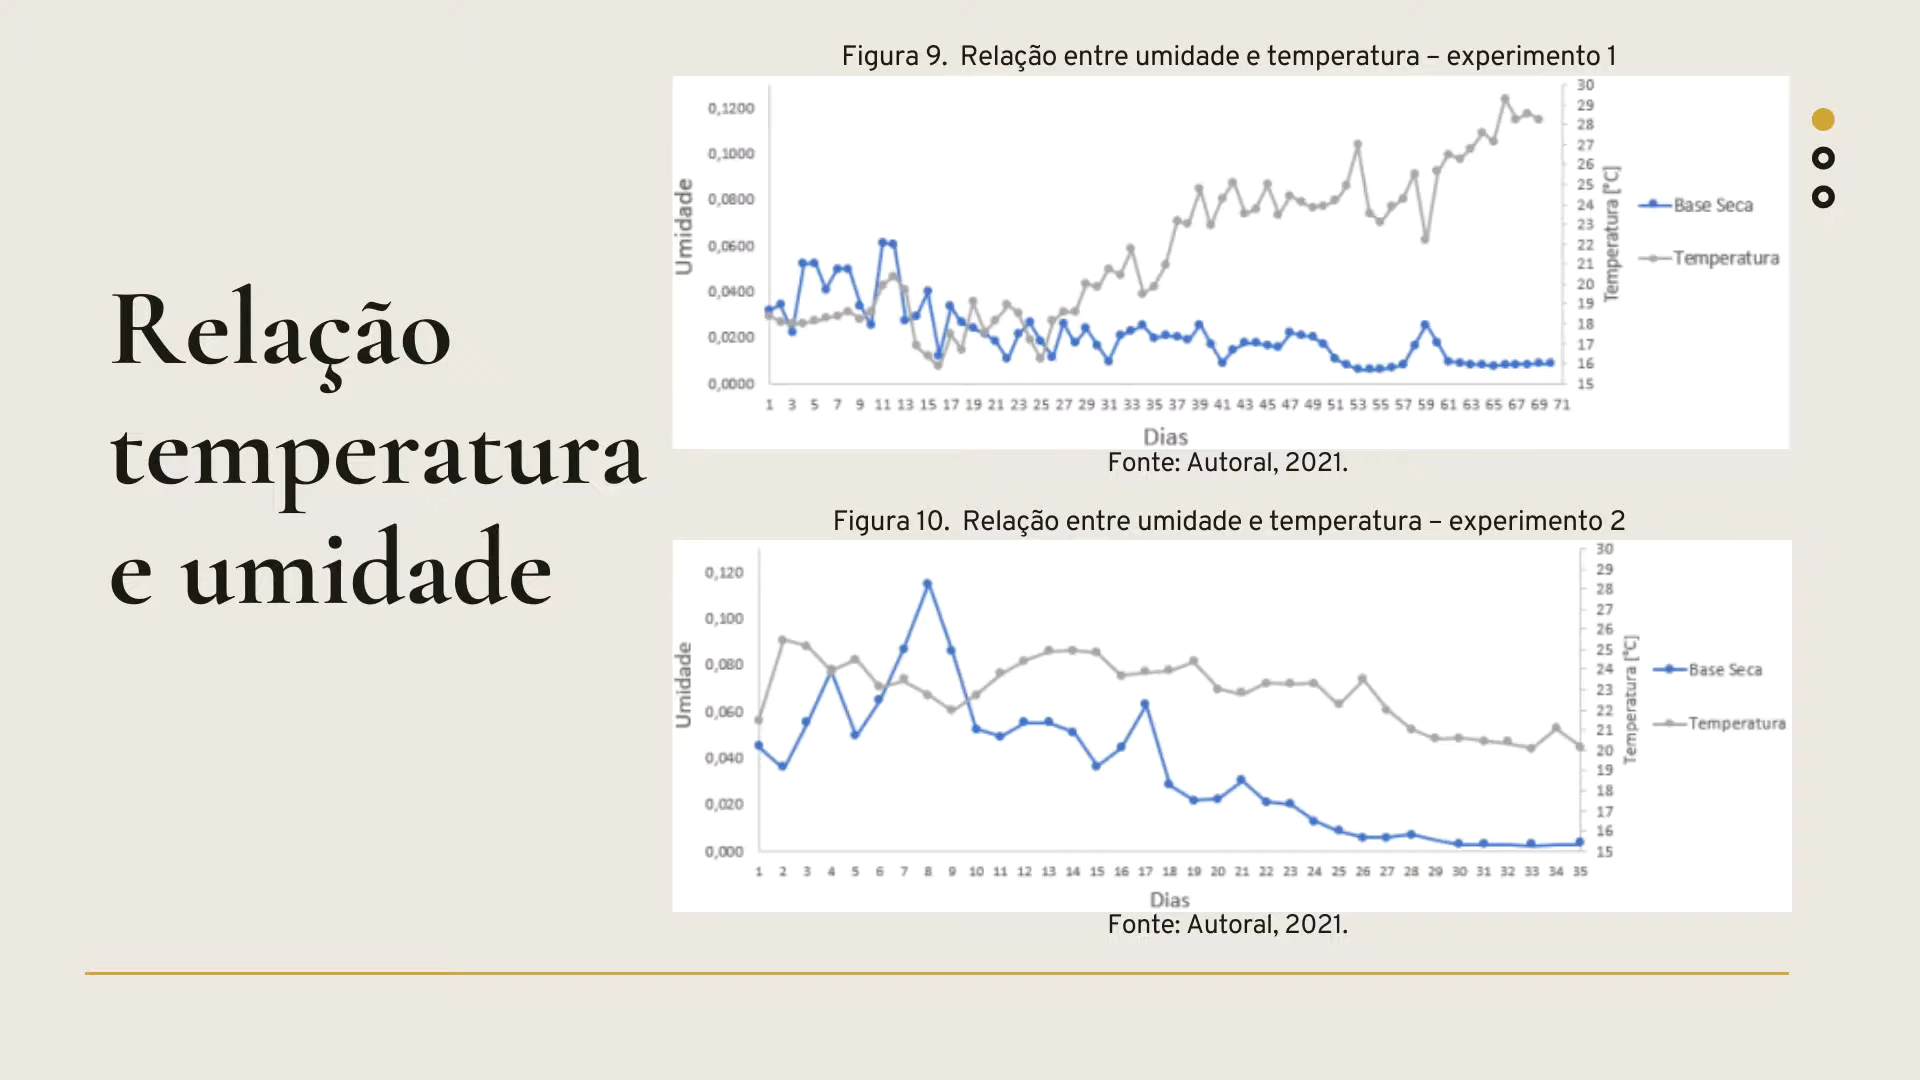 Relação
temperatura
e umidade
Figura 9.  Relação entre umidade e temperatura – experimento 1
0,1200
0,1000
0,0800
0,0600
0,0400
0,0200
0,0000
Umidade
30
29
28
27
26
25
24
23
22
21
20
19
18
17
16
15
Temperatura [°C]
Base Seca
Temperatura
1 3 5 7 9 11 13 15 17 19 21 23 25 27 29 31 33 35 37 39 41 43 45 47 49 51 53 55 57 59 61 63 65 67 69 71
Dias
Fonte: Autoral, 2021.
Figura 10.  Relação entre umidade e temperatura – experimento 2
0,120
0,100
0,080
0,060
0,040
0,020
0,000
Umidade
30
29
28
27
26
25
24
23
22
21
20
19
18
17
16
15
Temperatura [°C]
Base Seca
Temperatura
1 2 3 4 5 6 7 8 9 10 11 12 13 14 15 16 17 18 19 20 21 22 23 24 25 26 27 28 29 30 31 32 33 34 35
Dias
Fonte: Autoral, 2021.